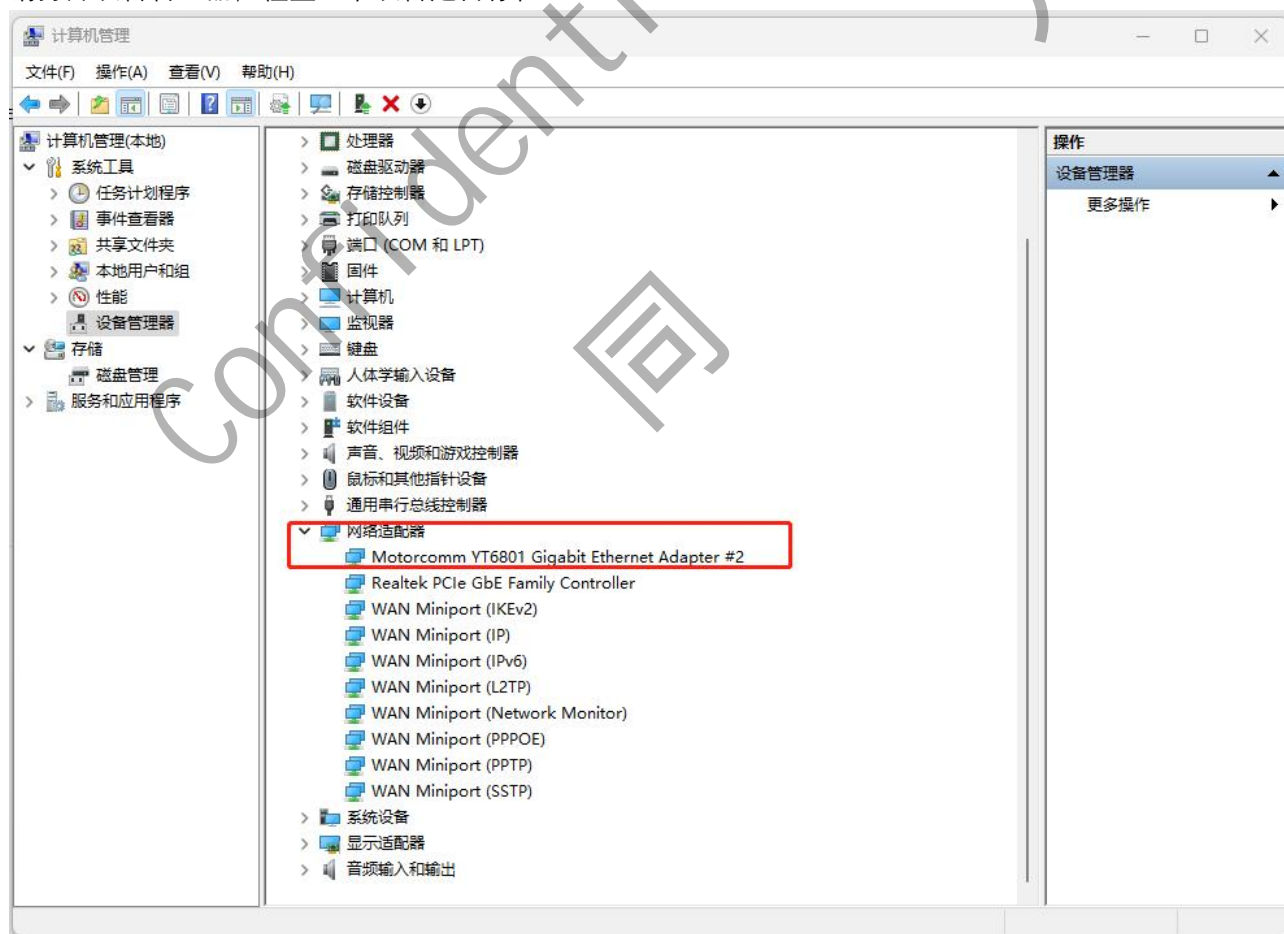 计算机管理
文件(F) 操作(A) 查看(V) 帮助(H)
计算机管理(本地)
系统工具
任务计划程序
事件查看器
共享文件夹
本地用户和组
性能
设备管理器
存储
磁盘管理
服务和应用程序
处理器
磁盘驱动器
存储控制器
打印队列
端口 (COM 和 LPT)
固件
计算机
监视器
键盘
人体学输入设备
软件设备
软件组件
声音、视频和游戏控制器
鼠标和其他指针设备
通用串行总线控制器
网络适配器
Motorcomm YT6801 Gigabit Ethernet Adapter #2
Realtek PCIe GbE Family Controller
WAN Miniport (IKEv2)
WAN Miniport (IP)
WAN Miniport (IPv6)
WAN Miniport (L2TP)
WAN Miniport (Network Monitor)
WAN Miniport (PPPOE)
WAN Miniport (PPTP)
WAN Miniport (SSTP)
系统设备
显示适配器
音频输入和输出
操作
设备管理器
更多操作
Confident
同